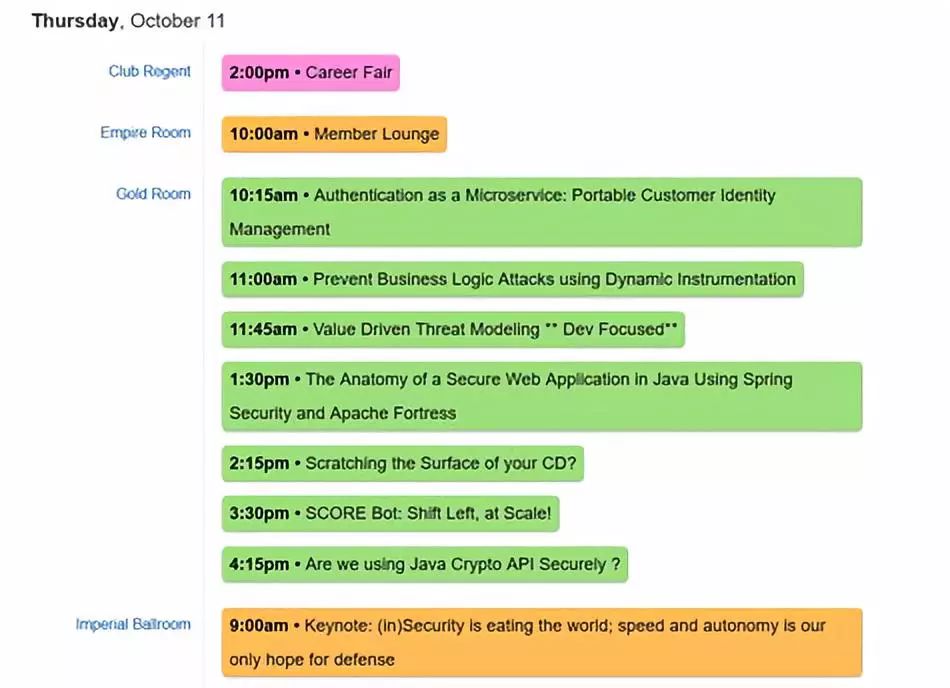 Thursday, October 11
Club Regent
2:00pm • Career Fair
Empire Room
10:00am • Member Lounge
Gold Room
10:15am • Authentication as a Microservice: Portable Customer Identity
Management
11:00am • Prevent Business Logic Attacks using Dynamic Instrumentation
11:45am • Value Driven Threat Modeling ** Dev Focused**
1:30pm • The Anatomy of a Secure Web Application in Java Using Spring
Security and Apache Fortress
2:15pm • Scratching the Surface of your CD?
3:30pm • SCORE Bot: Shift Left, at Scale!
4:15pm • Are we using Java Crypto API Securely ?
Imperial Ballroom
9:00am • Keynote: (in)Security is eating the world; speed and autonomy is our
only hope for defense